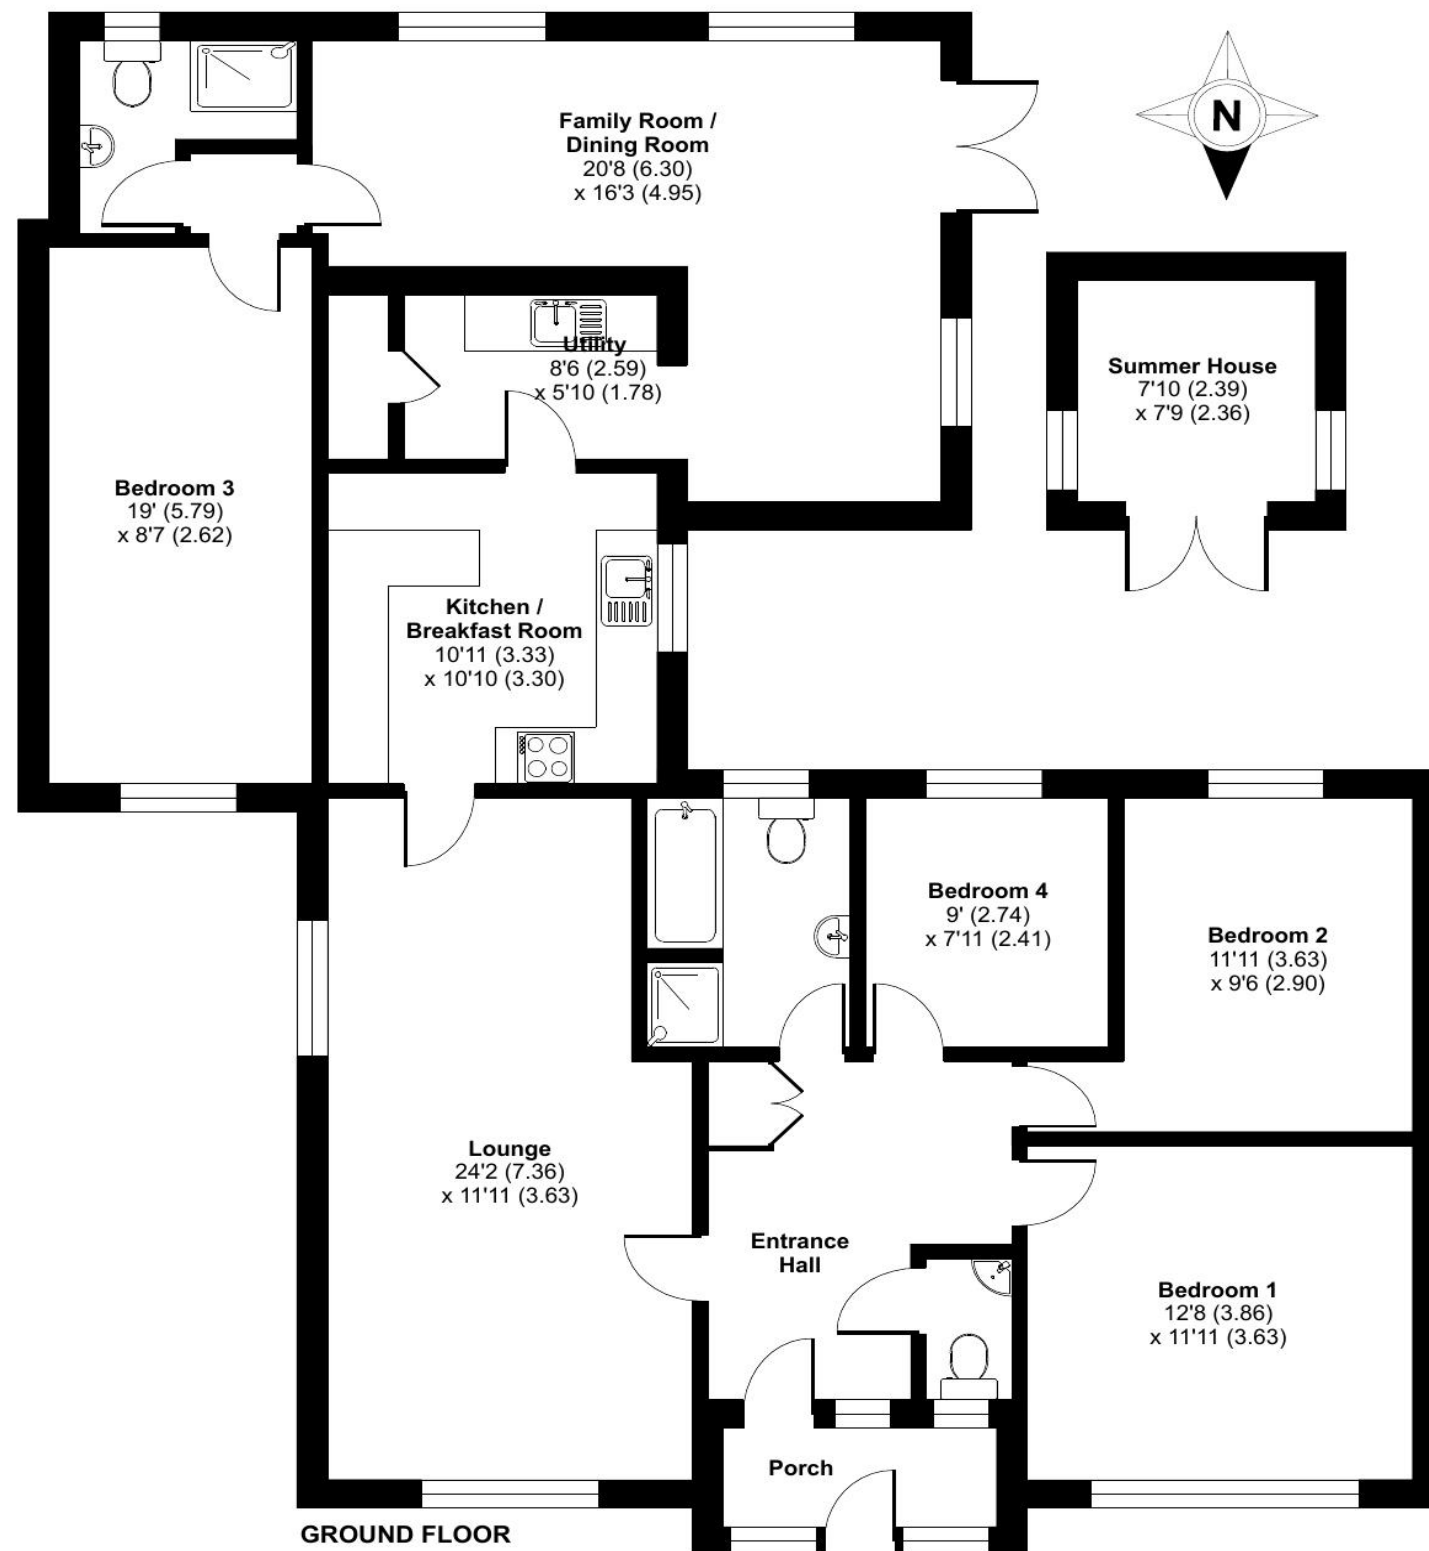 Family Room /
Dining Room
20'8 (6.30)
x 16'3 (4.95)
N
Utility
8'6 (2.59)
x 5'10 (1.78)
Summer House
7'10 (2.39)
x 7'9 (2.36)
Bedroom 3
19' (5.79)
x 8'7 (2.62)
Kitchen /
Breakfast Room
10'11 (3.33)
x 10'10 (3.30)
Bedroom 4
9' (2.74)
x 7'11 (2.41)
Bedroom 2
11'11 (3.63)
x 9'6 (2.90)
Lounge
24'2 (7.36)
x 11'11 (3.63)
Entrance
Hall
Bedroom 1
12'8 (3.86)
x 11'11 (3.63)
Porch
GROUND FLOOR